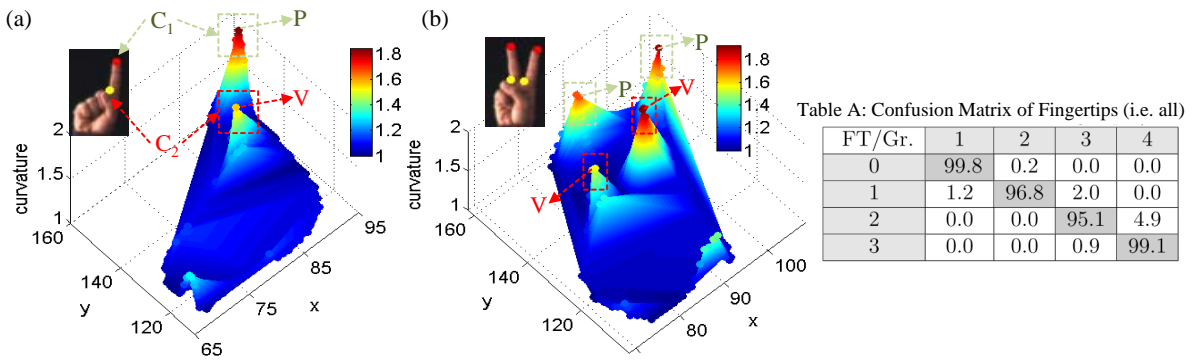 (a)
C1
P
V
C2
1.8
1.6
1.4
1.2
1
curvature
2
1.5
1
160
140
120
y
65
75
85
95
x
(b)
P
P
V
V
1.8
1.6
1.4
1.2
1
curvature
2
1.5
1
160
140
120
y
80
90
100
x
Table A: Confusion Matrix of Fingertips (i.e. all)
FT/Gr. 1 2 3 4
0 99.8 0.2 0.0 0.0
1 1.2 96.8 2.0 0.0
2 0.0 0.0 95.1 4.9
3 0.0 0.0 0.9 99.1